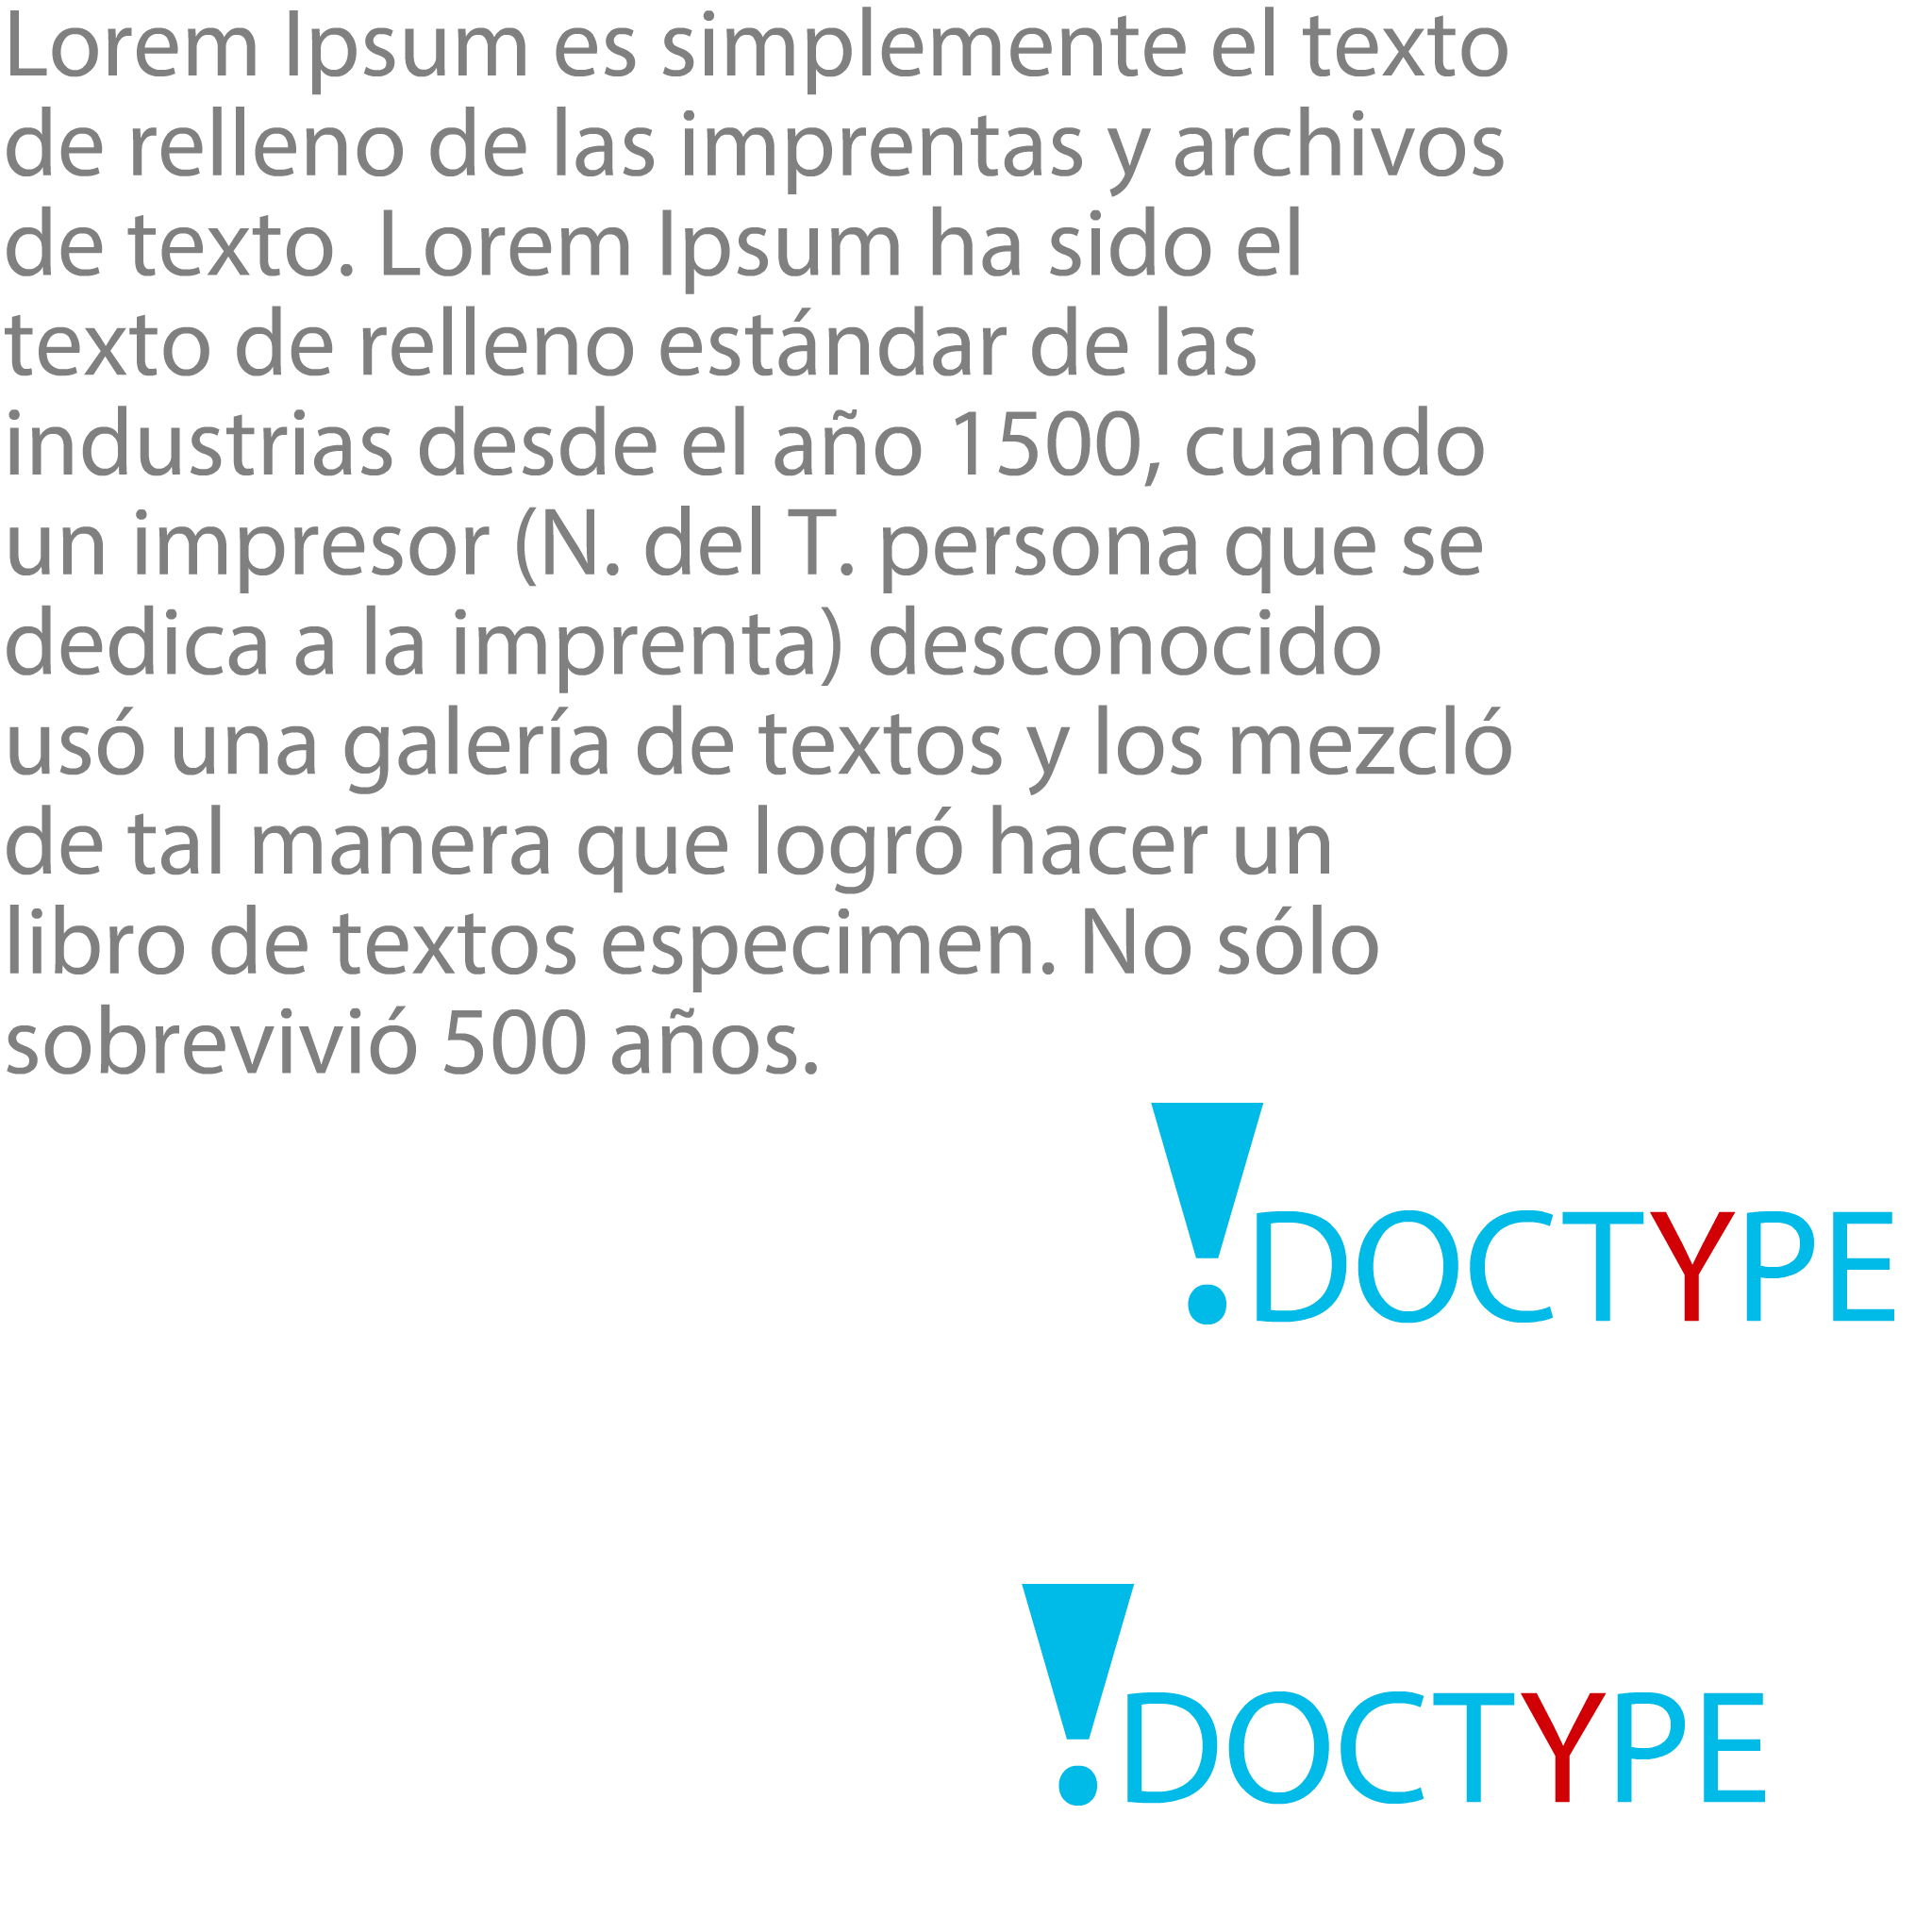 Lorem Ipsum es simplemente el texto
de relleno de las imprentas y archivos
de texto. Lorem Ipsum ha sido el
texto de relleno estándar de las
industrias desde el año 1500, cuando
un impresor (N. del T. persona que se
dedica a la imprenta) desconocido
usó una galería de textos y los mezcló
de tal manera que logró hacer un
libro de textos especimen. No sólo
sobrevivió 500 años.
!DOCTYPE
!DOCTYPE